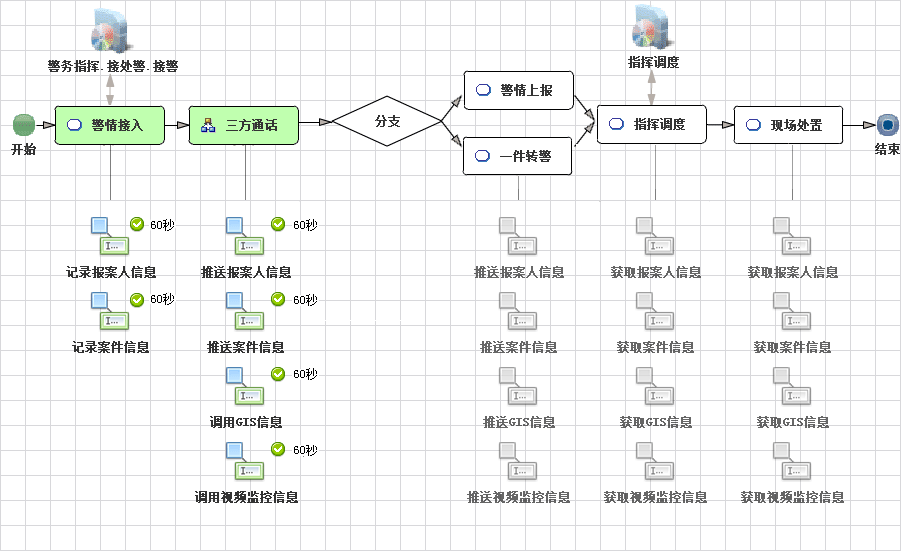 警务指挥.接处警.接警
指挥调度
开始
警情接入
三方通话
分支
警情上报
一件转警
指挥调度
现场处置
结束
60秒
60秒
I...
I...
I...
I...
I...
记录报案人信息
推送报案人信息
推送报案人信息
获取报案人信息
获取报案人信息
60秒
60秒
I...
I...
I...
I...
I...
记录案件信息
推送案件信息
推送案件信息
获取案件信息
获取案件信息
60秒
I...
I...
I...
I...
调用GIS信息
推送GIS信息
获取GIS信息
获取GIS信息
60秒
I...
I...
I...
I...
调用视频监控信息
推送视频监控信息
获取视频监控信息
获取视频监控信息